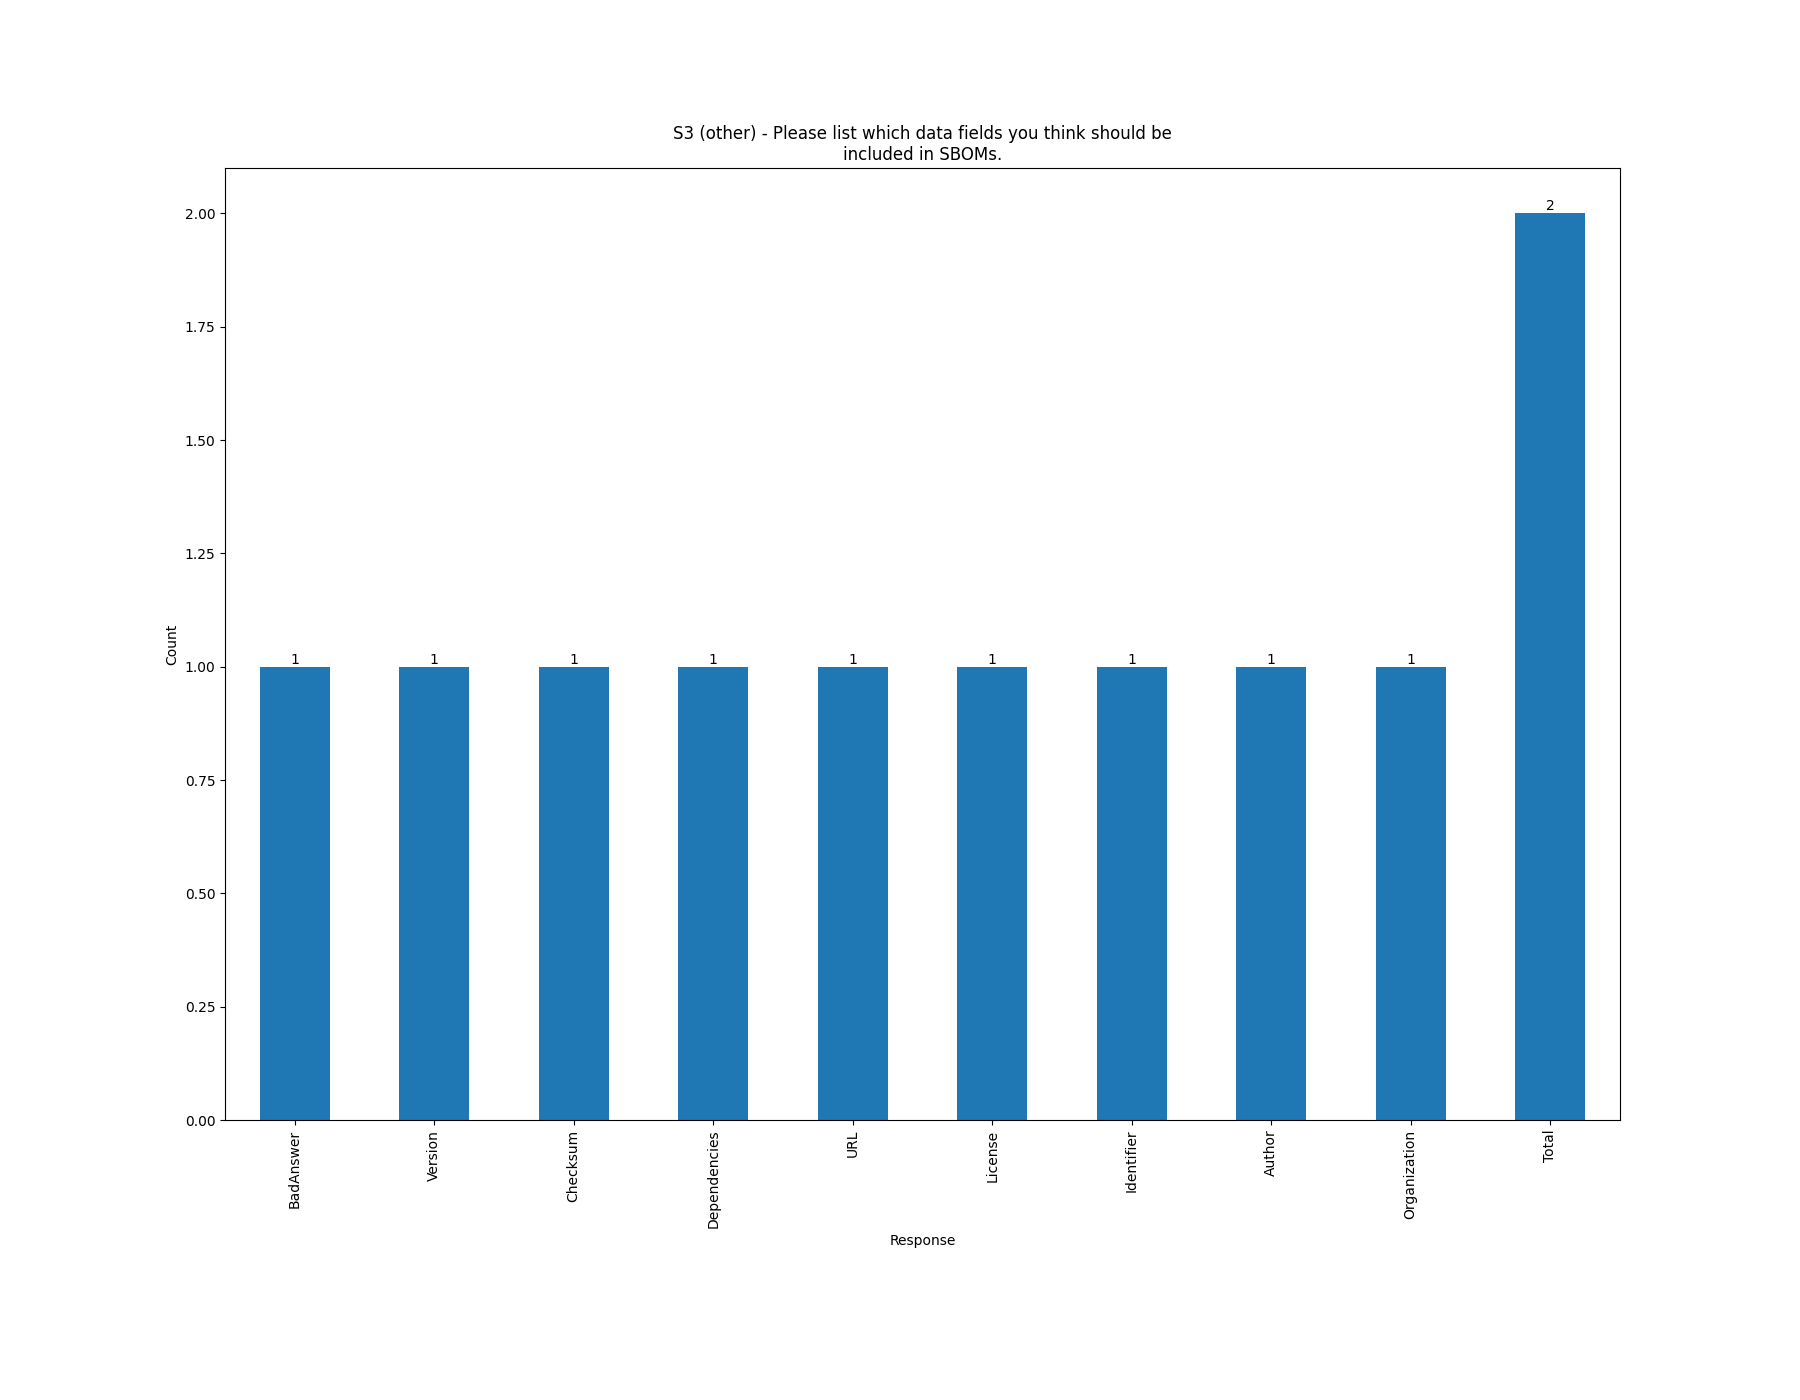 S3 (other) - Please list which data fields you think should be
included in SBOMs.
2.00
1.75
1.50
1.25
1.00
0.75
0.50
0.25
0.00
Count
1
1
1
1
1
1
1
1
1
2
BadAnswer
Version
Checksum
Dependencies
URL
License
Identifier
Author
Organization
Total
Response